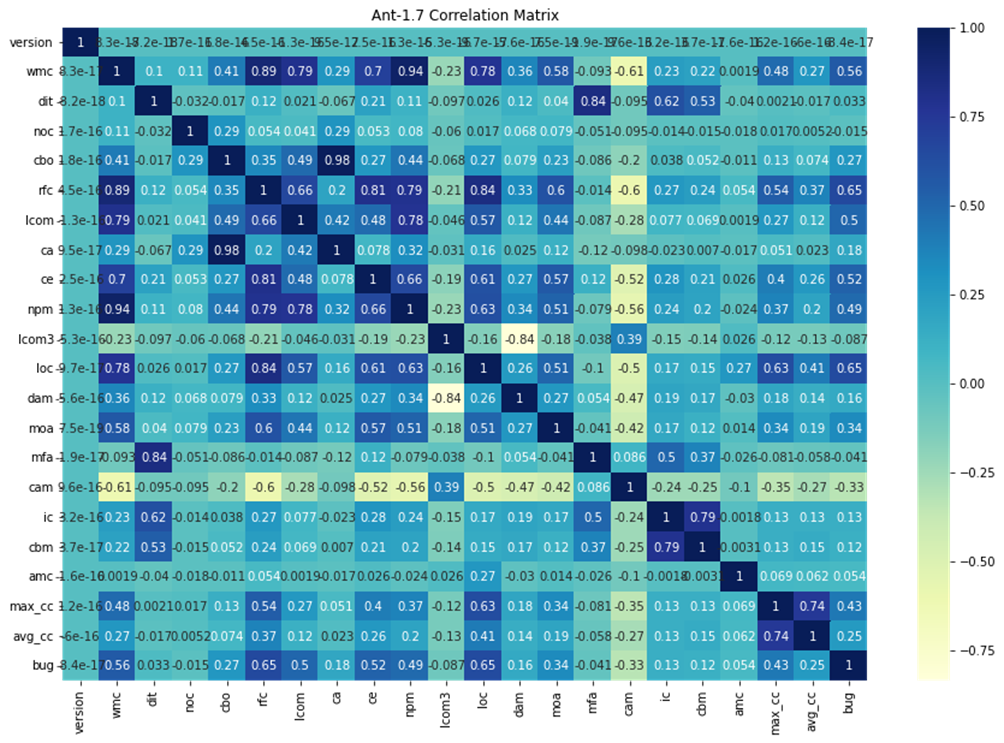 Ant-1.7 Correlation Matrix
version 1
wmc 1 0.1 0.11 0.41 0.89 0.79 0.29 0.7 0.94 -0.23 0.78 0.36 0.58 -0.093 -0.61 0.23 0.22 0.0019 0.48 0.27 0.56
dit 0.1 1 -0.032 -0.017 0.12 0.021 -0.067 0.21 0.11 -0.097 0.026 0.12 0.04 0.84 -0.095 0.62 0.53 -0.04 0.0021 -0.017 0.033
noc 0.11 -0.032 1 0.29 0.054 0.041 0.29 0.053 0.08 -0.06 0.017 0.068 0.079 -0.051 -0.095 -0.014 -0.015 -0.018 0.017 0.0052 -0.015
cbo 0.41 -0.017 0.29 1 0.35 0.49 0.98 0.27 0.44 -0.068 0.27 0.079 0.23 -0.086 -0.2 0.038 0.052 -0.011 0.13 0.074 0.27
rfc 0.89 0.12 0.054 0.35 1 0.66 0.2 0.81 0.79 -0.21 0.84 0.33 0.6 -0.014 -0.6 0.27 0.24 0.054 0.54 0.37 0.65
lcom 0.79 0.021 0.041 0.49 0.66 1 0.42 0.48 0.78 -0.046 0.57 0.12 0.44 -0.087 -0.28 0.077 0.069 0.0019 0.27 0.12 0.5
ca 0.29 -0.067 0.29 0.98 0.2 0.42 1 0.078 0.32 -0.031 0.16 0.025 0.12 -0.12 -0.098 -0.023 0.007 -0.017 0.051 0.023 0.18
ce 0.7 0.21 0.053 0.27 0.81 0.48 0.078 1 0.66 -0.19 0.61 0.27 0.57 0.12 -0.52 0.28 0.21 0.026 0.4 0.2 0.52
npm 0.94 0.11 0.08 0.44 0.79 0.78 0.32 0.66 1 -0.23 0.63 0.34 0.51 -0.079 -0.56 0.24 0.2 -0.024 0.37 0.2 0.49
lcom3 -0.23 -0.097 -0.06 -0.068 -0.21 -0.046 -0.031 -0.19 -0.23 1 -0.16 -0.84 -0.18 -0.038 0.39 -0.15 -0.14 0.026 -0.12 -0.13 -0.087
loc 0.78 0.026 0.017 0.27 0.84 0.57 0.16 0.61 0.63 -0.16 1 0.26 0.51 -0.1 -0.5 0.17 0.15 0.27 0.63 0.41 0.65
dam 0.36 0.12 0.068 0.079 0.33 0.12 0.025 0.27 0.34 -0.84 0.26 1 0.27 0.054 -0.47 0.19 0.17 -0.03 0.18 0.14 0.16
moa 0.58 0.04 0.079 0.23 0.6 0.44 0.12 0.57 0.51 -0.18 0.51 0.27 1 -0.041 -0.42 0.17 0.12 0.014 0.34 0.19 0.34
mfa -0.093 0.84 -0.051 -0.086 -0.014 -0.087 -0.12 0.12 -0.079 -0.038 -0.1 0.054 -0.041 1 0.086 0.5 0.37 -0.026 -0.081 -0.058 -0.041
cam -0.61 -0.095 -0.095 -0.2 -0.6 -0.28 -0.098 -0.52 -0.56 0.39 -0.5 -0.47 -0.42 0.086 1 -0.24 -0.25 -0.1 -0.35 -0.27 -0.33
ic 0.23 0.62 -0.014 0.038 0.27 0.077 -0.023 0.28 0.24 -0.15 0.17 0.19 0.17 0.5 -0.24 1 0.79 0.0018 0.13 0.13 0.13
cbm 0.22 0.53 -0.015 0.052 0.24 0.069 0.007 0.21 0.2 -0.14 0.15 0.17 0.12 0.37 -0.25 0.79 1 0.0031 0.13 0.15 0.12
amc 0.0019 -0.04 -0.018 -0.011 0.054 0.0019 -0.017 0.026 -0.024 0.026 0.27 -0.03 0.014 -0.026 -0.1 1 0.069 0.062 0.054
max_cc 0.48 0.0021 0.017 0.13 0.54 0.27 0.051 0.4 0.37 -0.12 0.63 0.18 0.34 -0.081 -0.35 0.13 0.13 0.069 1 0.74 0.43
avg_cc 0.27 -0.017 0.0052 0.074 0.37 0.12 0.023 0.26 0.2 -0.13 0.41 0.14 0.19 -0.058 -0.27 0.13 0.15 0.062 0.74 1 0.25
bug 0.56 0.033 -0.015 0.27 0.65 0.5 0.18 0.52 0.49 -0.087 0.65 0.16 0.34 -0.041 -0.33 0.13 0.12 0.054 0.43 0.25 1
version wmc dit noc cbo rfc lcom ca ce npm lcom3 loc dam moa mfa cam ic cbm amc max_cc avg_cc bug
1.00
0.75
0.50
0.25
0.00
-0.25
-0.50
-0.75